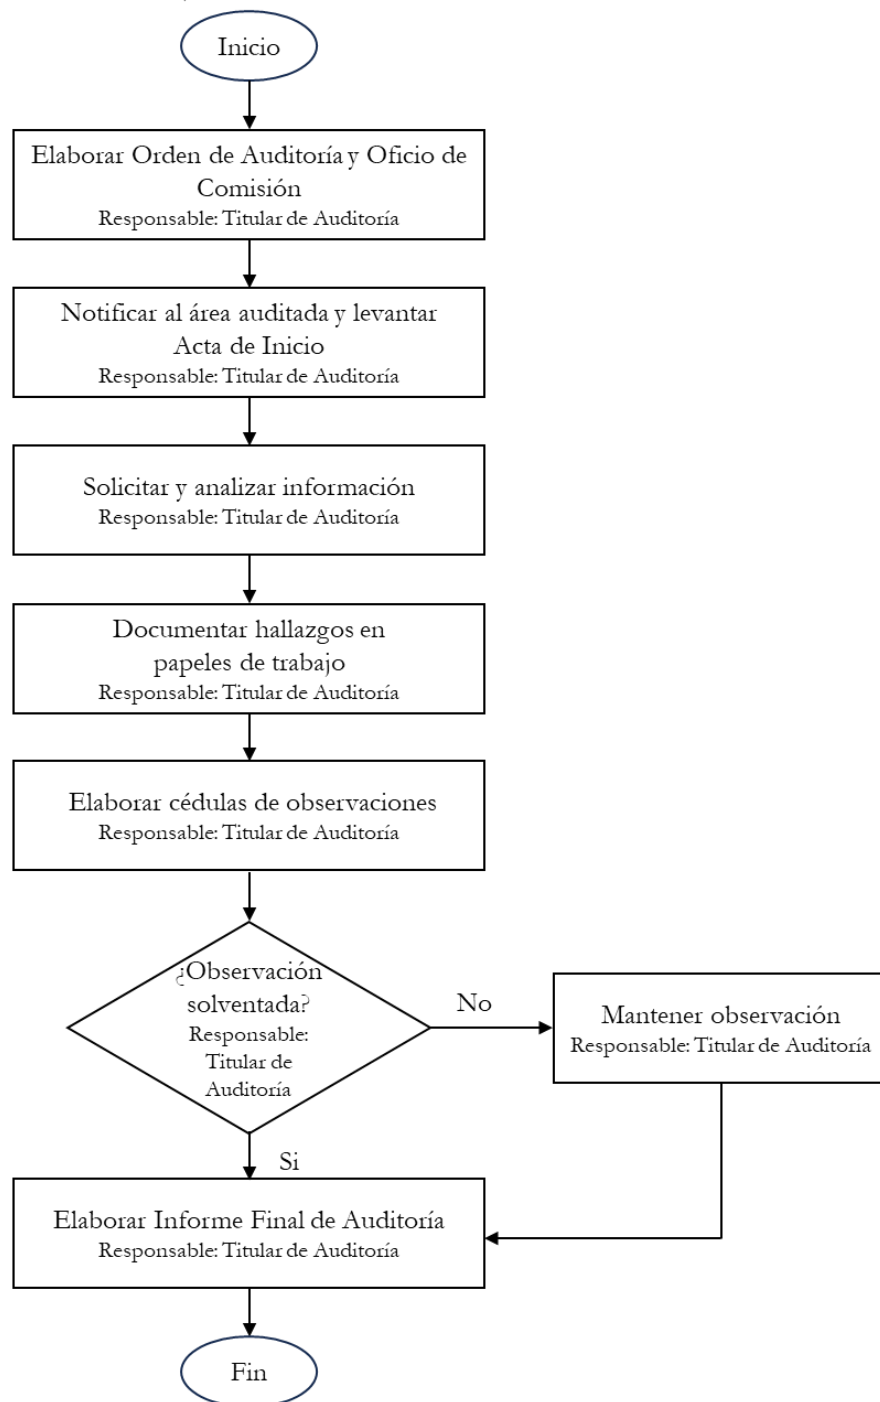 Inicio
Elaborar Orden de Auditoría y Oficio de
Comisión
Responsable: Titular de Auditoría
Notificar al área auditada y levantar
Acta de Inicio
Responsable: Titular de Auditoría
Solicitar y analizar información
Responsable: Titular de Auditoría
Documentar hallazgos en
papeles de trabajo
Responsable: Titular de Auditoría
Elaborar cédulas de observaciones
Responsable: Titular de Auditoría
¿Observación
solventada?
Responsable:
Titular de
Auditoría
No
Mantener observación
Responsable: Titular de Auditoría
Si
Elaborar Informe Final de Auditoría
Responsable: Titular de Auditoría
Fin